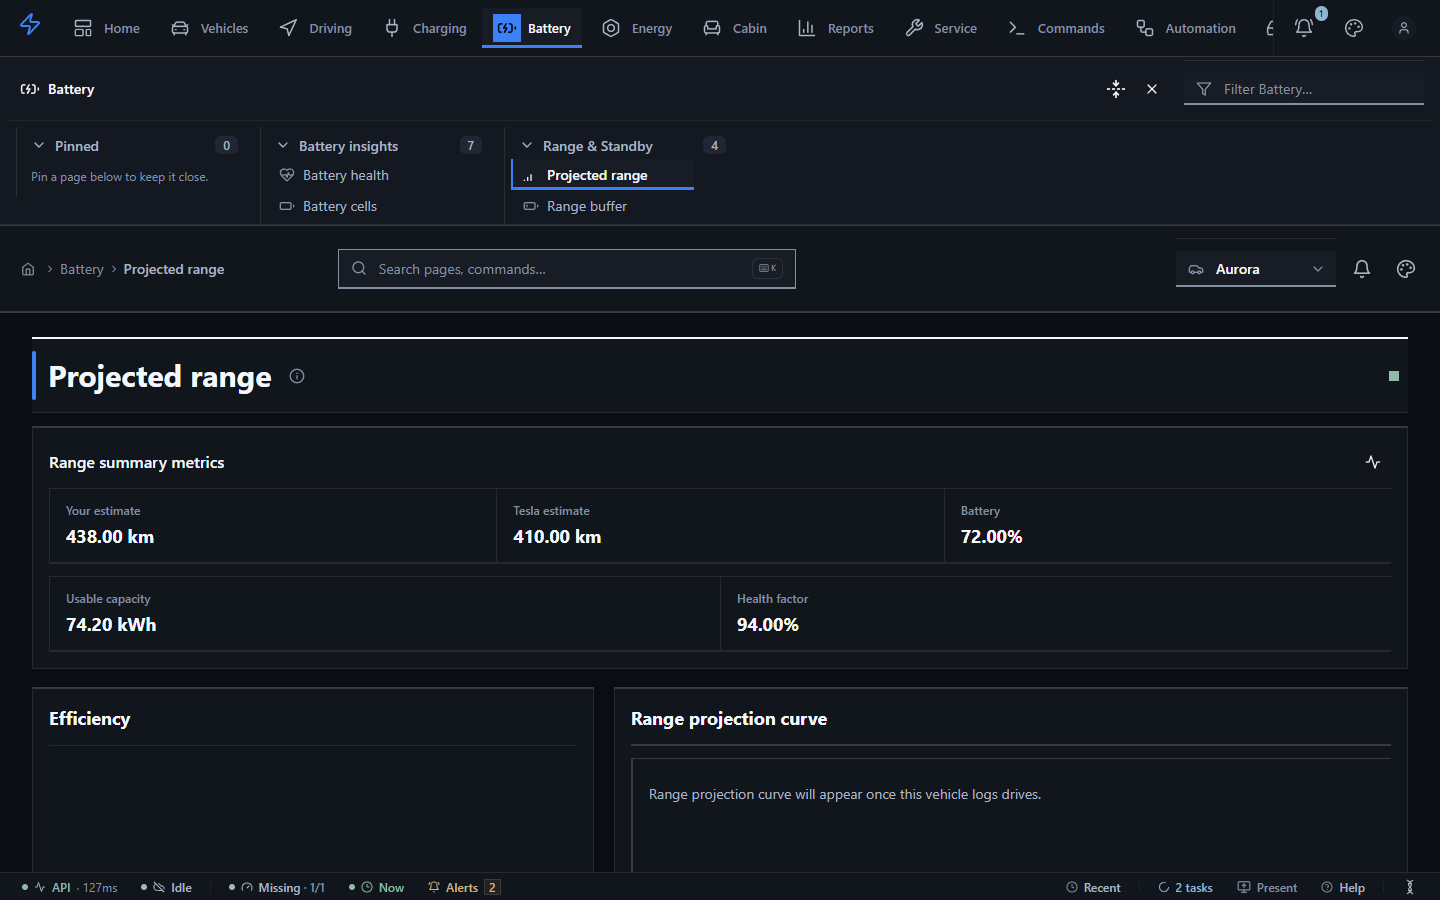 Home Vehicles Driving Charging Battery Energy Cabin Reports Service Commands Automation 1
Battery
Filter Battery...
Pinned 0
Pin a page below to keep it close.
Battery insights 7
Battery health
Battery cells
Range & Standby 4
Projected range
Range buffer
Battery Projected range
Search pages, commands...
K
Aurora
Projected range
Range summary metrics
Your estimate
438.00 km
Tesla estimate
410.00 km
Battery
72.00%
Usable capacity
74.20 kWh
Health factor
94.00%
Efficiency
Range projection curve
Range projection curve will appear once this vehicle logs drives.
API · 127ms Idle Missing · 1/1 Now Alerts 2 Recent 2 tasks Present Help